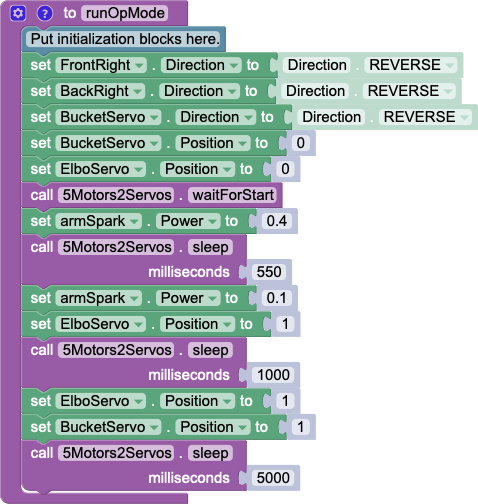 to runOpMode
Put initialization blocks here.
set FrontRight . Direction to Direction . REVERSE
set BackRight . Direction to Direction . REVERSE
set BucketServo . Direction to Direction . REVERSE
set BucketServo . Position to 0
set ElboServo . Position to 0
call 5Motors2Servos . waitForStart
set armSpark . Power to 0.4
call 5Motors2Servos . sleep
milliseconds 550
set armSpark . Power to 0.1
set ElboServo . Position to 1
call 5Motors2Servos . sleep
milliseconds 1000
set ElboServo . Position to 1
set BucketServo . Position to 1
call 5Motors2Servos . sleep
milliseconds 5000